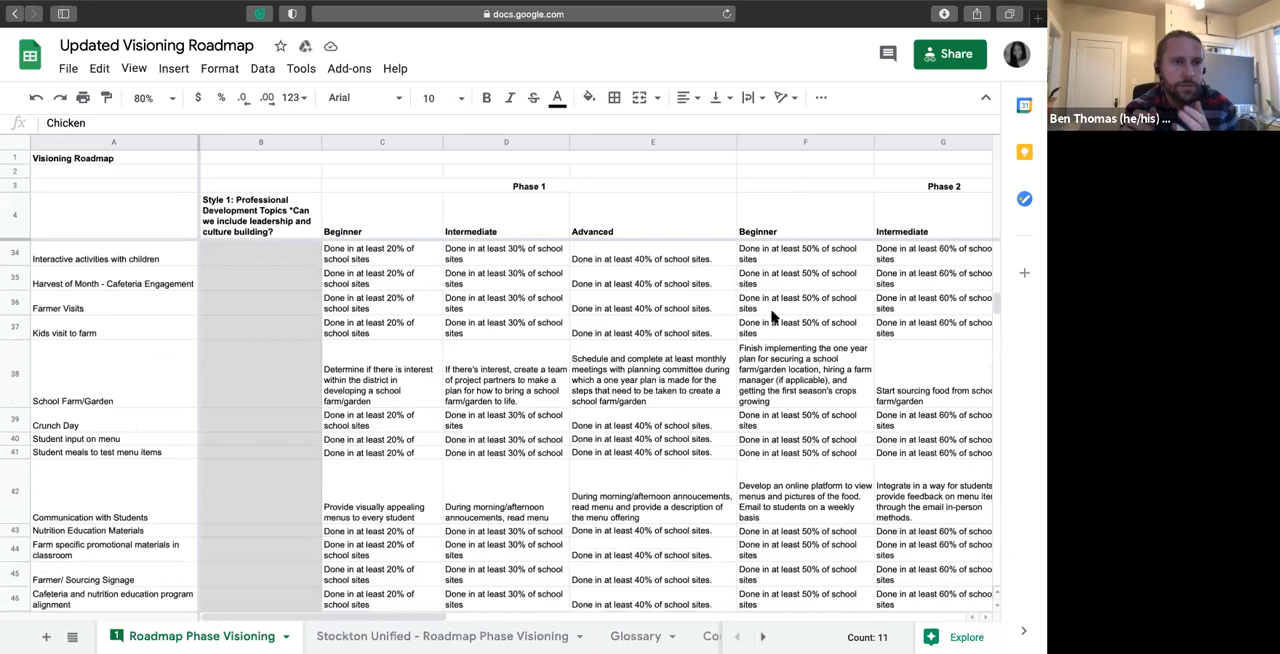 docs.google.com
Updated Visioning Roadmap
File Edit View Insert Format Data Tools Add-ons Help
Share
80% $ % .0 .00 123 Arial 10 B I S A
fx Chicken
A B C D E F G
1 Visioning Roadmap
2
3 Phase 1 Phase 2
4 Style 1: Professional
Development Topics *Can
we include leadership and
culture building?
Beginner Intermediate Advanced Beginner Intermediate
34 Interactive activities with children
Done in at least 20% of
school sites
Done in at least 30% of school
sites
Done in at least 40% of school sites.
Done in at least 50% of school
sites
Done in at least 60% of school
sites
35 Harvest of Month - Cafeteria Engagement
Done in at least 20% of
school sites
Done in at least 30% of school
sites
Done in at least 40% of school sites.
Done in at least 50% of school
sites
Done in at least 60% of school
sites
36 Farmer Visits
Done in at least 20% of
school sites
Done in at least 30% of school
sites
Done in at least 40% of school sites.
Done in at least 50% of school
sites
Done in at least 60% of school
sites
37 Kids visit to farm
Done in at least 20% of
school sites
Done in at least 30% of school
sites
Done in at least 40% of school sites.
Done in at least 50% of school
sites
Done in at least 60% of school
sites
38 School Farm/Garden
Determine if there is interest
within the district in
developing a school
farm/garden
If there's interest, create a team
of project partners to make a
plan for how to bring a school
farm/garden to life.
Schedule and complete at least monthly
meetings with planning committee during
which a one year plan is made for the
steps that need to be taken to create a
school farm/garden
Finish implementing the one year
plan for securing a school
farm/garden location, hiring a farm
manager (if applicable), and
getting the first season's crops
growing
Start sourcing food from schoo
farm/garden
39 Crunch Day
Done in at least 20% of
school sites
Done in at least 30% of school
sites
Done in at least 40% of school sites.
Done in at least 50% of school
sites
Done in at least 60% of school
sites
40 Student input on menu
Done in at least 20% of
Done in at least 30% of school
Done in at least 40% of school sites.
Done in at least 50% of school
Done in at least 60% of school
41 Student meals to test menu items
Done in at least 20% of
Done in at least 30% of school
Done in at least 40% of school sites.
Done in at least 50% of school
Done in at least 60% of school
42 Communication with Students
Provide visually appealing
menus to every student
During morning/afternoon
annoucements, read menu
During morning/afternoon annoucements,
read menu and provide a description of
the menu offering
Develop an online platform to view
menus and pictures of the food.
Email to students on a weekly
basis
Integrate in a way for students
provide feedback on menu iter
through the email in-person
methods.
43 Nutrition Education Materials
Done in at least 20% of
Done in at least 30% of school
Done in at least 40% of school sites.
Done in at least 50% of school
Done in at least 60% of school
44 Farm specific promotional materials in
classroom
Done in at least 20% of
school sites
Done in at least 30% of school
sites
Done in at least 40% of school sites.
Done in at least 50% of school
sites
Done in at least 60% of school
sites
45 Farmer/ Sourcing Signage
Done in at least 20% of
school sites
Done in at least 30% of school
sites
Done in at least 40% of school sites.
Done in at least 50% of school
sites
Done in at least 60% of school
sites
46 Cafeteria and nutrition education program
alignment
Done in at least 20% of
school sites
Done in at least 30% of school
sites
Done in at least 40% of school sites.
Done in at least 50% of school
sites
Done in at least 60% of school
sites
1 Roadmap Phase Visioning Stockton Unified - Roadmap Phase Visioning Glossary Co
Count: 11 Explore
31
Ben Thomas (he/his) ...